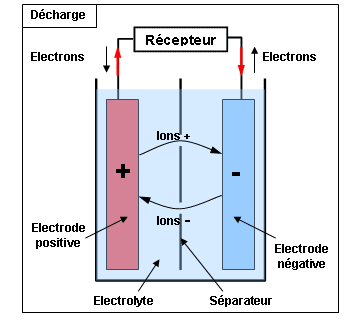 Décharge
Récepteur
Electrons
Electrons
Ions +
+
-
Ions -
Electrode
positive
Electrode
négative
Electrolyte
Séparateur